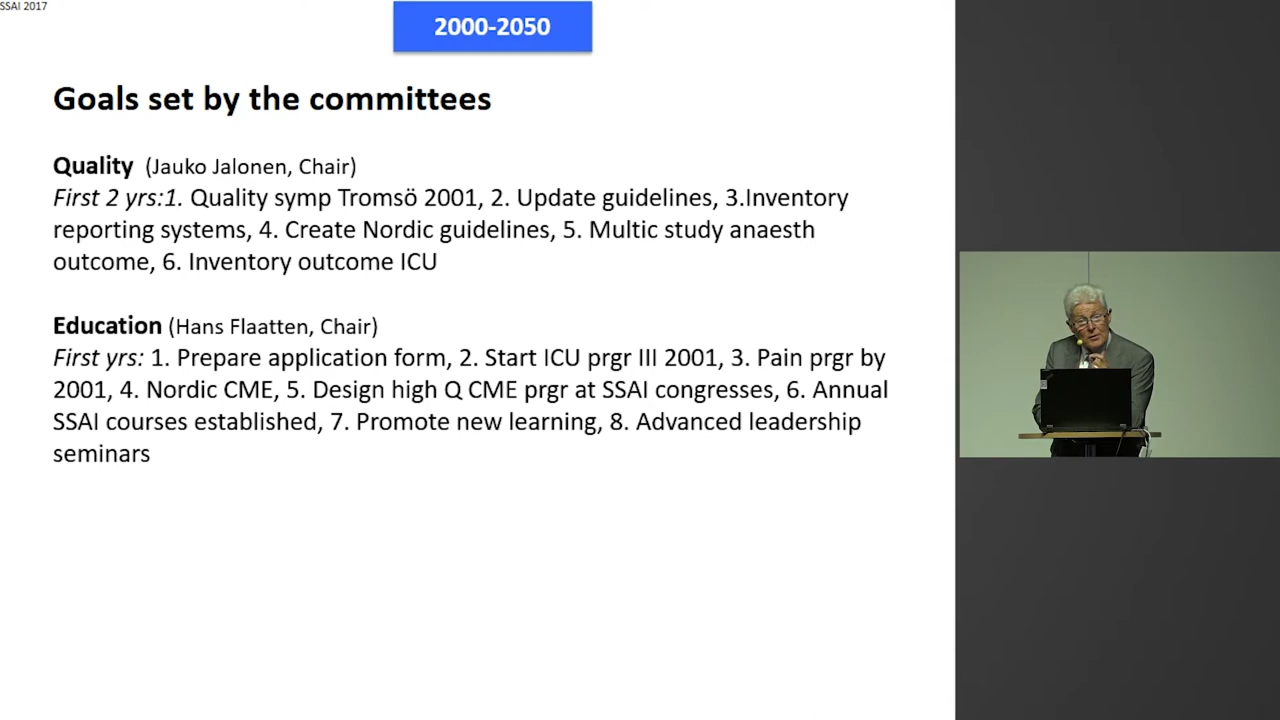 SSAI 2017
2000-2050
Goals set by the committees
Quality (Jauko Jalonen, Chair)
First 2 yrs:1. Quality symp Tromsö 2001, 2. Update guidelines, 3.Inventory
reporting systems, 4. Create Nordic guidelines, 5. Multic study anaesth
outcome, 6. Inventory outcome ICU
Education (Hans Flaatten, Chair)
First yrs: 1. Prepare application form, 2. Start ICU prgr III 2001, 3. Pain prgr by
2001, 4. Nordic CME, 5. Design high Q CME prgr at SSAI congresses, 6. Annual
SSAI courses established, 7. Promote new learning, 8. Advanced leadership
seminars